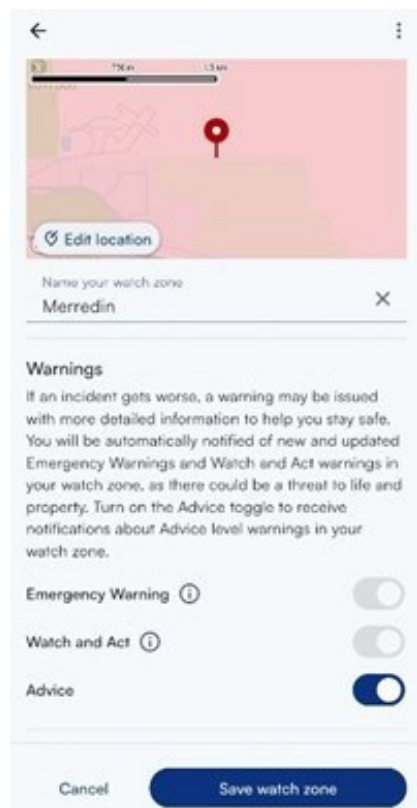 Edit location
Name your watch zone
Merredin
Warnings
If an incident gets worse, a warning may be issued
with more detailed information to help you stay safe.
You will be automatically notified of new and updated
Emergency Warnings and Watch and Act warnings in
your watch zone, as there could be a threat to life and
property. Turn on the Advice toggle to receive
notifications about Advice level warnings in your
watch zone.
Emergency Warning
Watch and Act
Advice
Cancel
Save watch zone